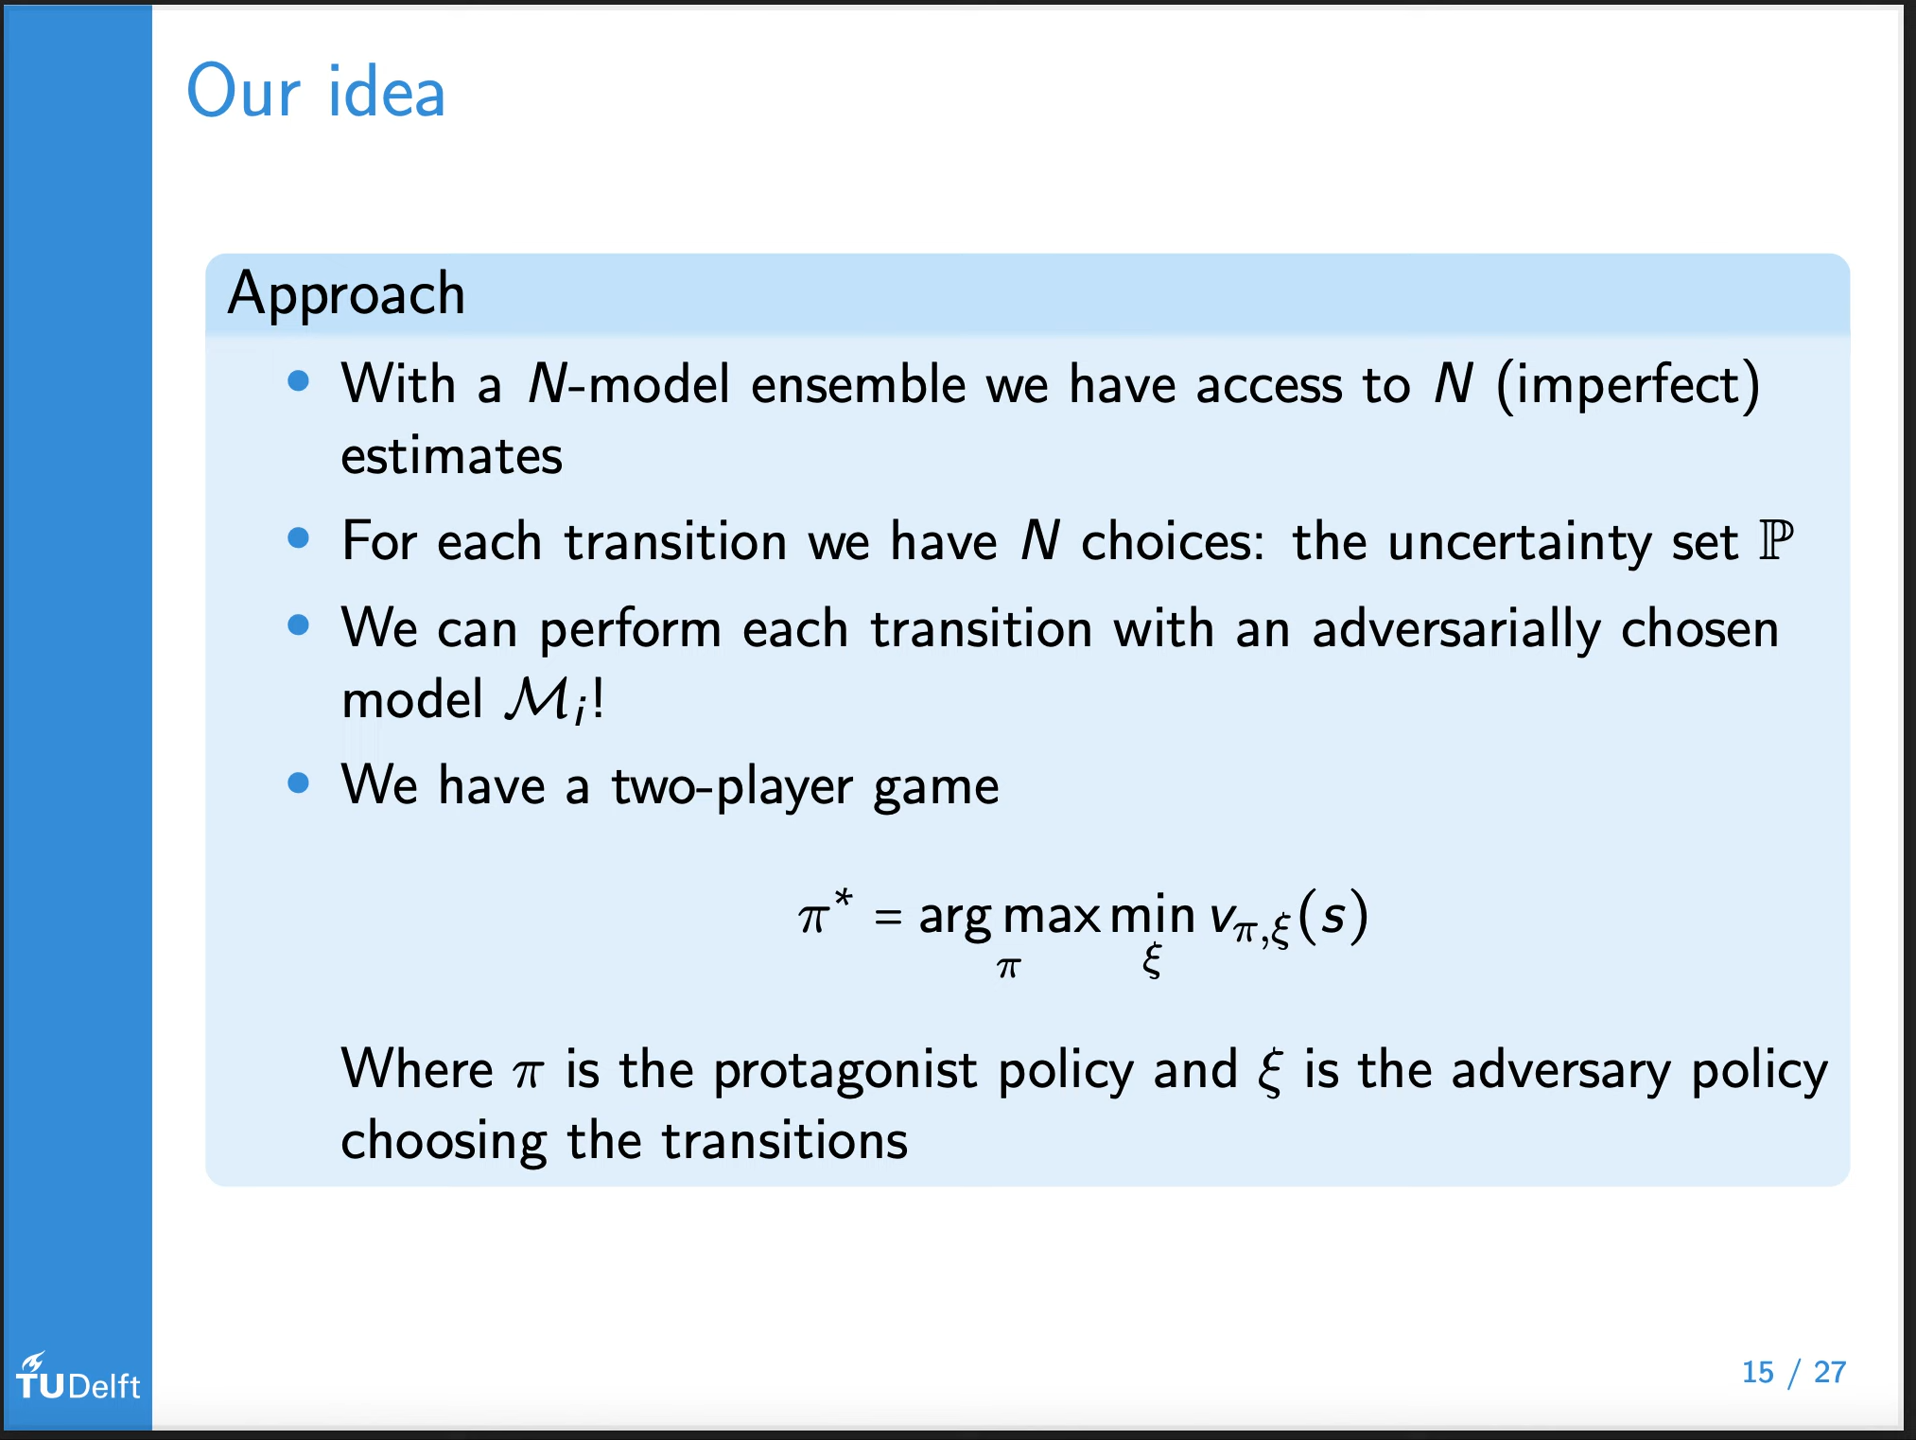 Our idea
Approach
• With a N-model ensemble we have access to N (imperfect)
estimates
• For each transition we have N choices: the uncertainty set ℙ
• We can perform each transition with an adversarially chosen
model ℳᵢ!
• We have a two-player game
π* = arg max min v_{π,ξ}(s)
π ξ
Where π is the protagonist policy and ξ is the adversary policy
choosing the transitions
TUDelft
15 / 27